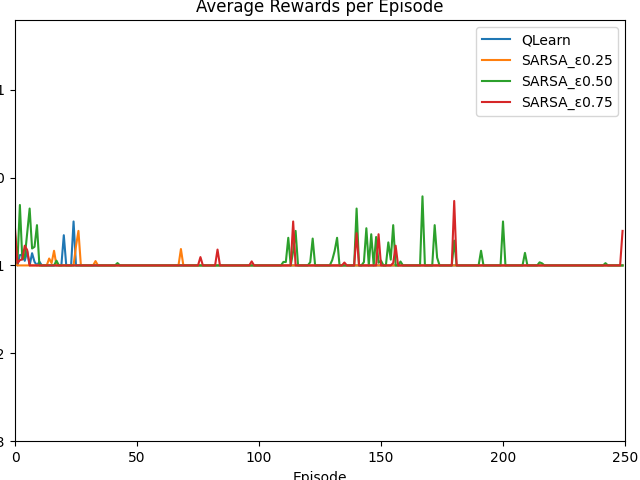 Average Rewards per Episode
QLearn
SARSA_ε0.25
SARSA_ε0.50
SARSA_ε0.75
1
0
1
2
3
0 50 100 150 200 250
Episode